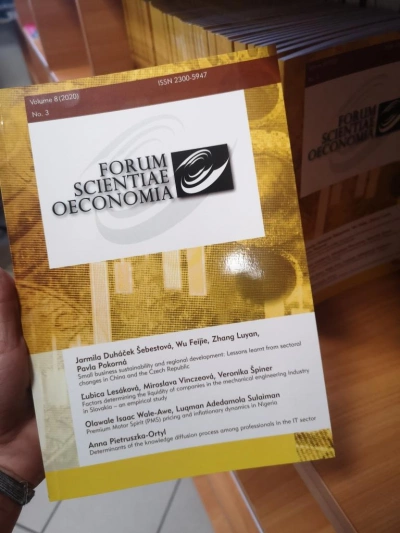 Volume 8 (2020)
No. 3
ISSN 2300-5947
FORUM
SCIENTIAE
OECONOMIA
Jarmila Duháček Šebestová, Wu Feijie, Zhang Luyan,
Pavla Pokorná
Small business sustainability and regional development: Lessons learnt from sectoral
changes in China and the Czech Republic
Ľubica Lesáková, Miroslava Vinczeová, Veronika Špiner
Factors determining the liquidity of companies in the mechanical engineering industry
in Slovakia – an empirical study
Olawale Isaac Wale-Awe, Luqman Adedamola Sulaiman
Premium Motor Spirit (PMS) pricing and inflationary dynamics in Nigeria
Anna Pietruszka-Ortyl
Determinants of the knowledge diffusion process among professionals in the IT sector
FORUM
SCIENTIAE
OECONOMIA